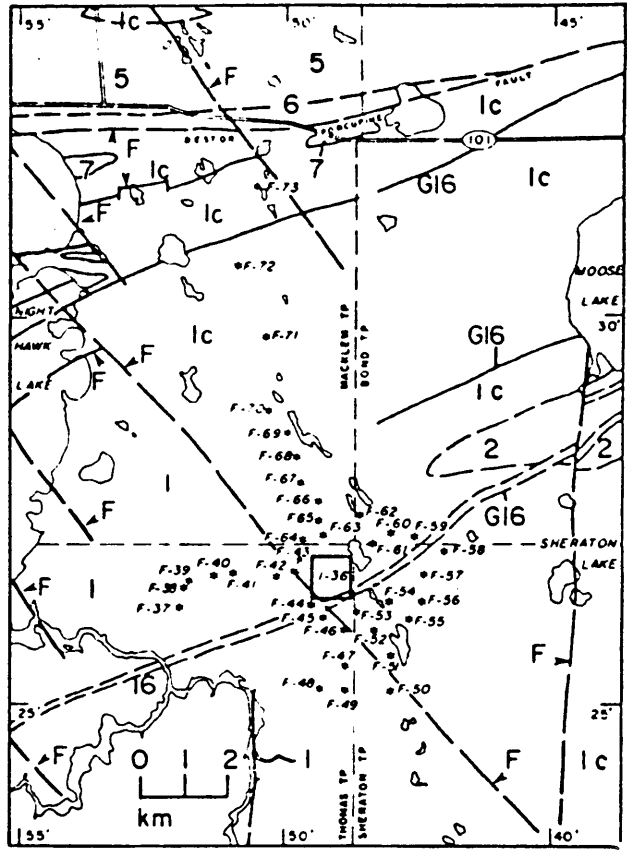 55' 50' 45'
1c
5 5
F
6
FAULT
1c
PORCUPINE
DESTOR
101
7 F 7
1c
1c
F-73
G16
1c
F
F-72
MOOSE
LAKE
NIGHT
HAWK
LAKE
30'
1c
F-71
MACKLEM TP
BOND TP
F
F
G16
1c
F-70
F-69
F-68
2 2
F-67
1
F-66
G16
F
F-65
F-62
F-63
F-60
F-59
F-64
F-61
F-58
SHERATON
LAKE
F-43
F-39
F-40
F-42
1-36
F-57
1
F-38
F-41
F
F-37
F-44
F-54
F-56
F-45
F-53
F-55
F-46
F-52
F
F-47
F-51
16
F-48
F-50
F-49
25'
F
0 1 2
km
1
F
1c
THOMAS TP
SHERATON TP
55' 50' 40'